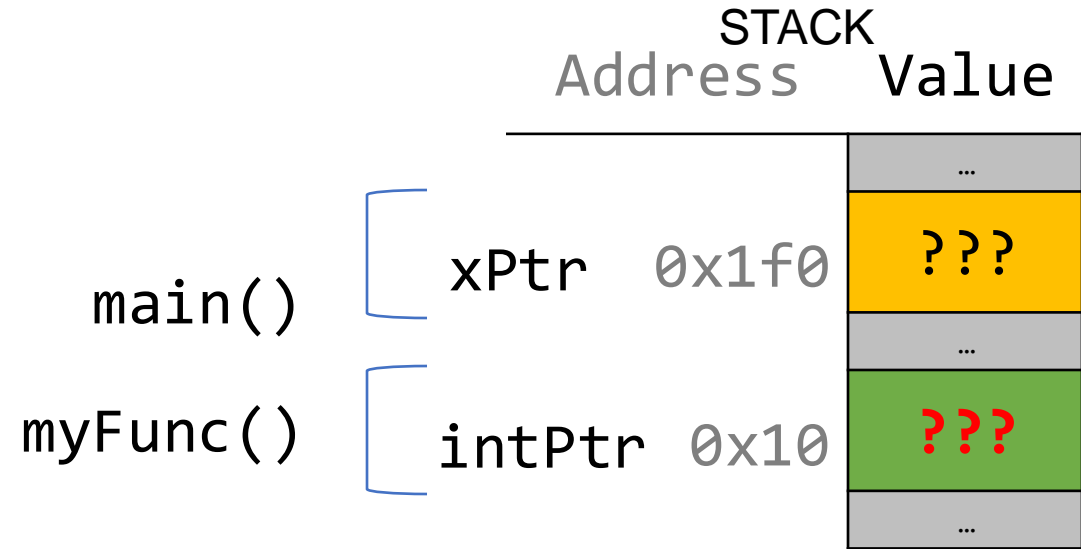 STACK
Address Value
…
xPtr 0x1f0 ???
main()
…
myFunc()
intPtr 0x10 ???
…